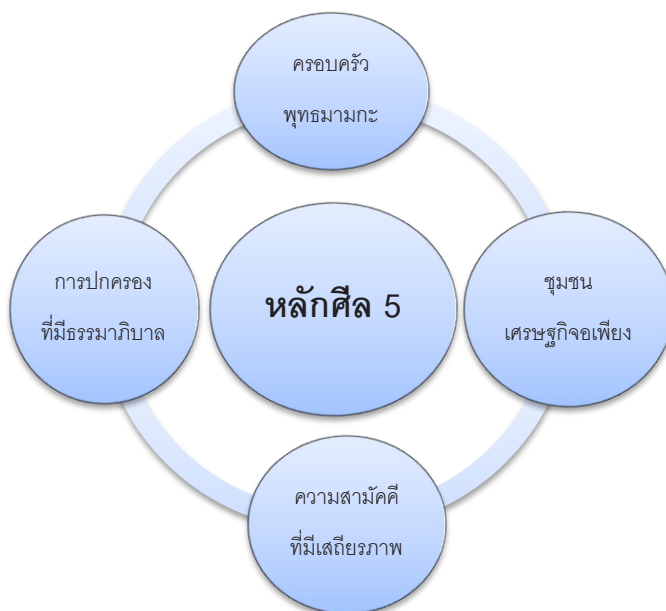 ครอบครัว
พุทธมามกะ
การปกครอง
ที่มีธรรมาภิบาล
หลักศีล 5
ชุมชน
เศรษฐกิจอเพียง
ความสามัคคี
ที่มีเสถียรภาพ